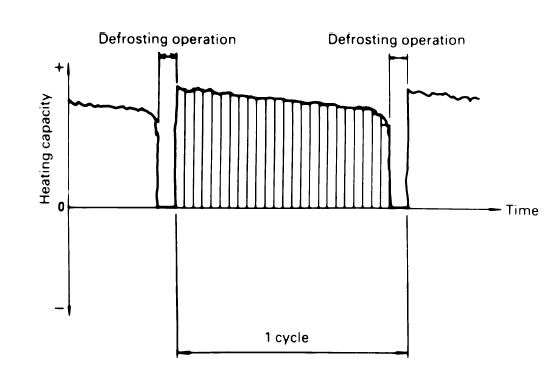 Defrosting operation
Defrosting operation
+
Heating capacity
0
Time
−
1 cycle